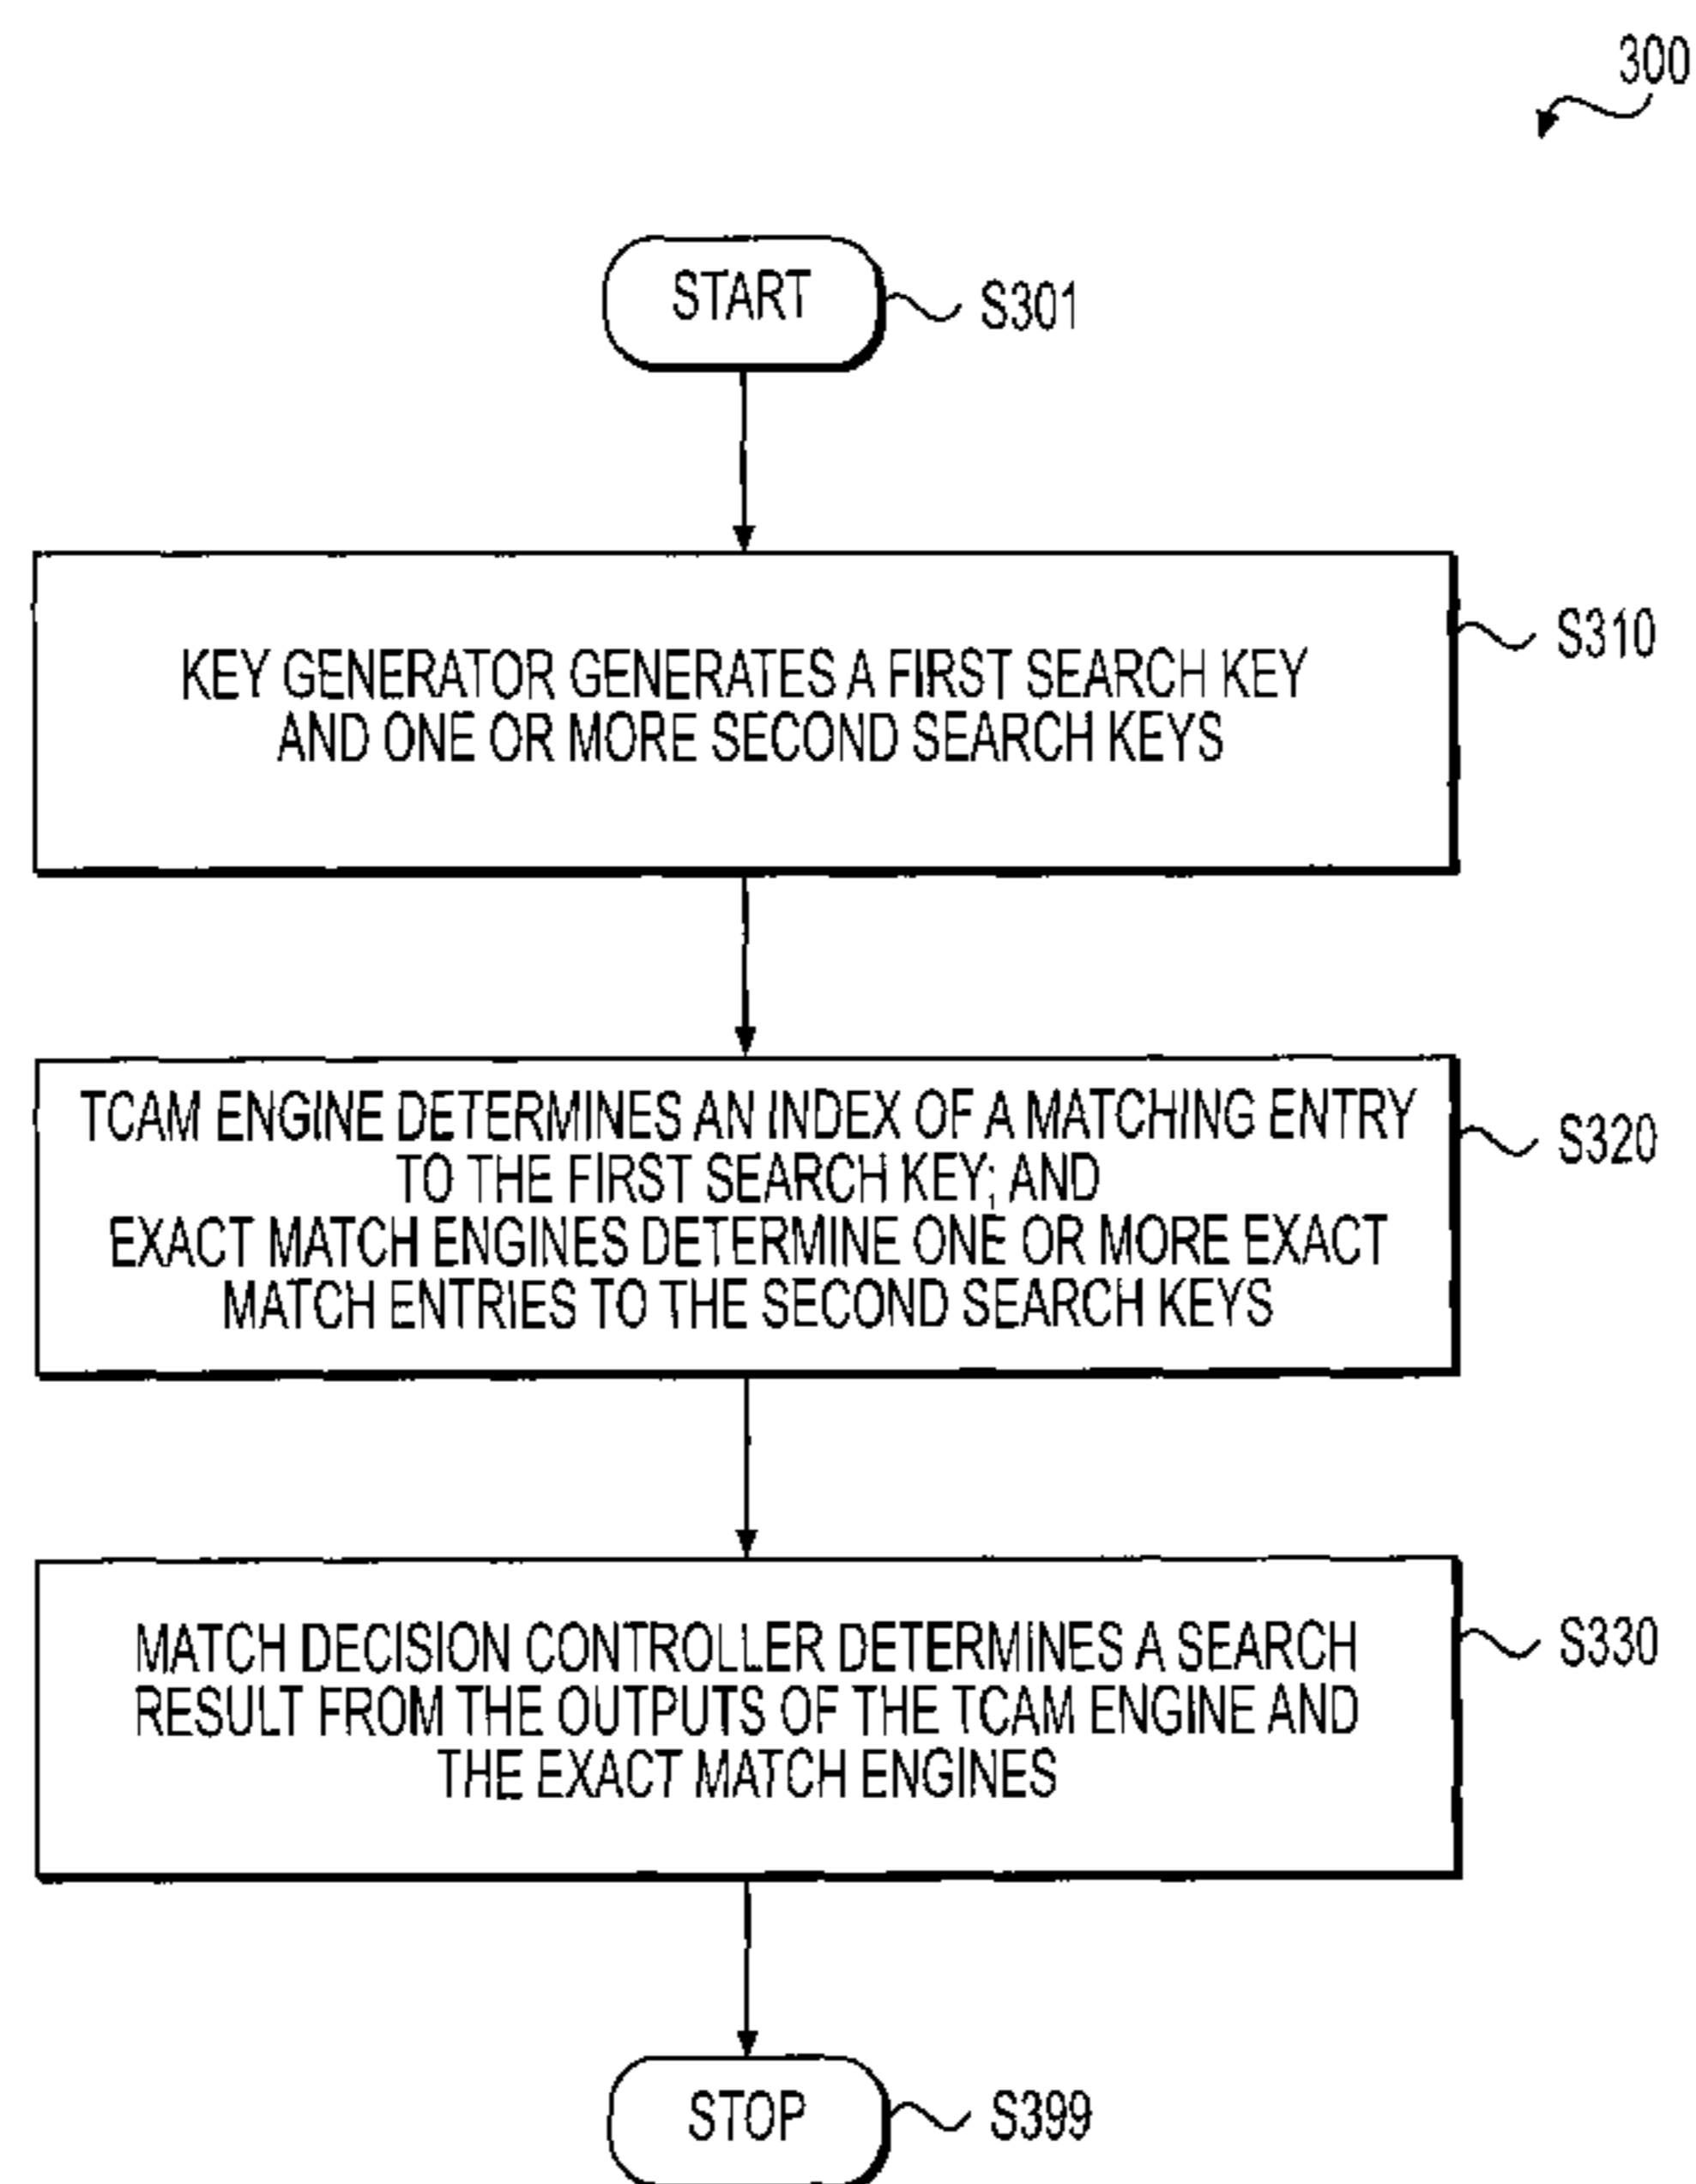 300
START
S301
KEY GENERATOR GENERATES A FIRST SEARCH KEY
AND ONE OR MORE SECOND SEARCH KEYS
S310
TCAM ENGINE DETERMINES AN INDEX OF A MATCHING ENTRY
TO THE FIRST SEARCH KEY; AND
EXACT MATCH ENGINES DETERMINE ONE OR MORE EXACT
MATCH ENTRIES TO THE SECOND SEARCH KEYS
S320
MATCH DECISION CONTROLLER DETERMINES A SEARCH
RESULT FROM THE OUTPUTS OF THE TCAM ENGINE AND
THE EXACT MATCH ENGINES
S330
STOP
S399